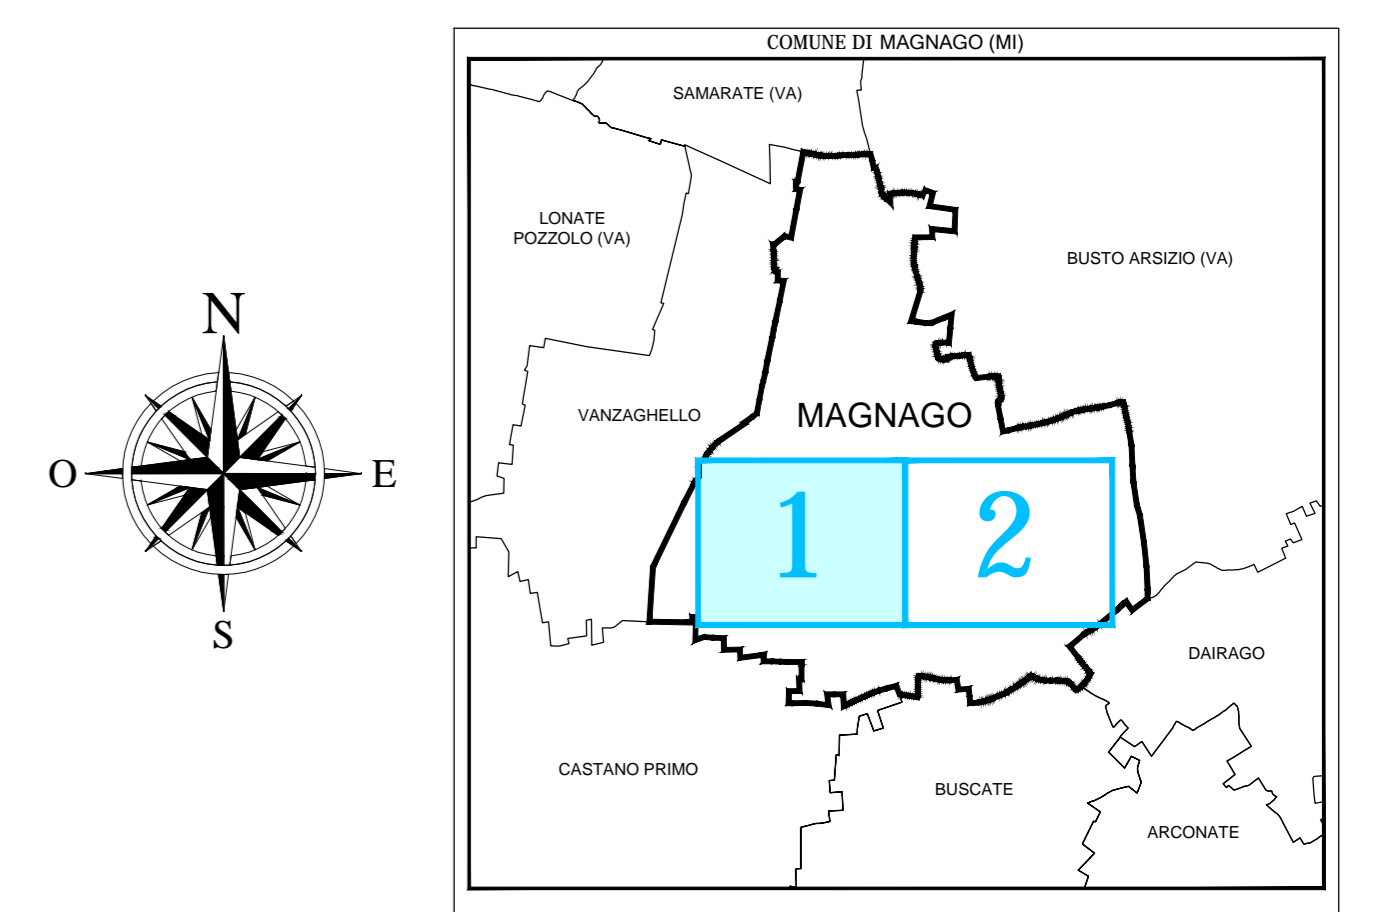 COMUNE DI MAGNAGO (MI)
SAMARATE (VA)
LONATE
POZZOLO (VA)
BUSTO ARSIZIO (VA)
N
VANZAGHELLO
MAGNAGO
O
E
1
2
S
DAIRAGO
CASTANO PRIMO
BUSCATE
ARCONATE